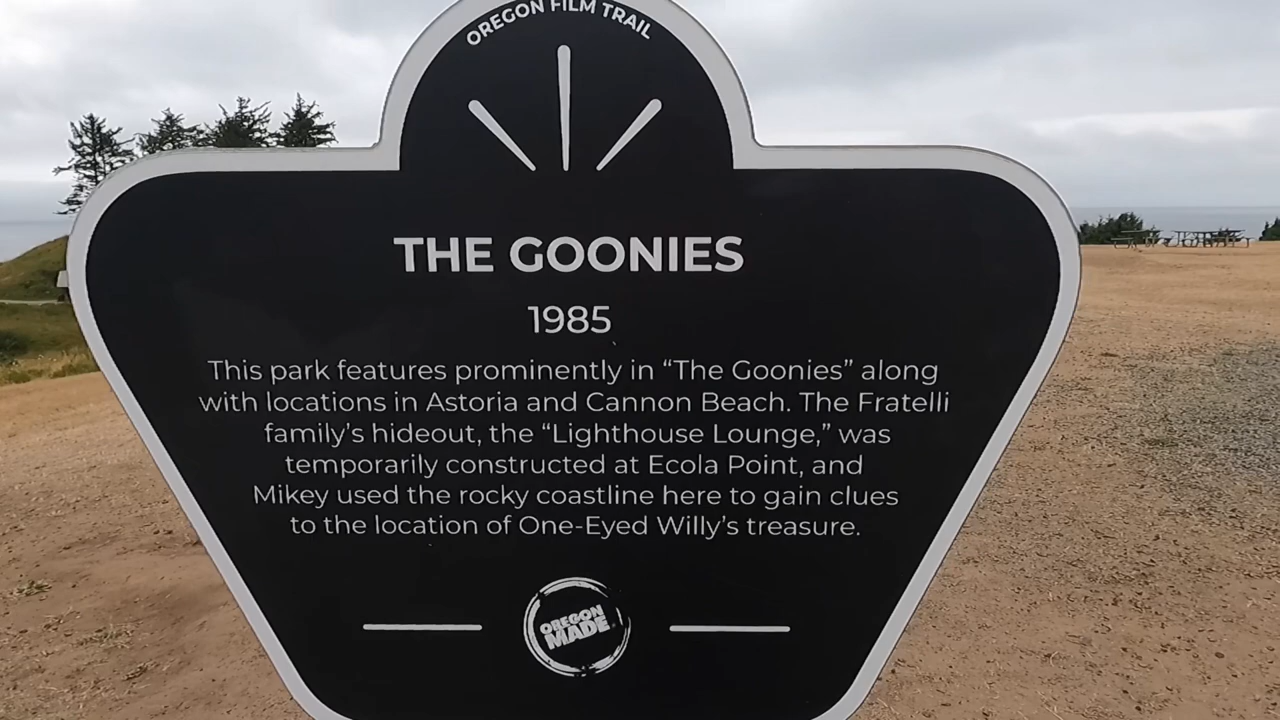 OREGON FILM TRAIL
THE GOONIES
1985
This park features prominently in “The Goonies” along
with locations in Astoria and Cannon Beach. The Fratelli
family’s hideout, the “Lighthouse Lounge,” was
temporarily constructed at Ecola Point, and
Mikey used the rocky coastline here to gain clues
to the location of One-Eyed Willy’s treasure.
OREGON
MADE